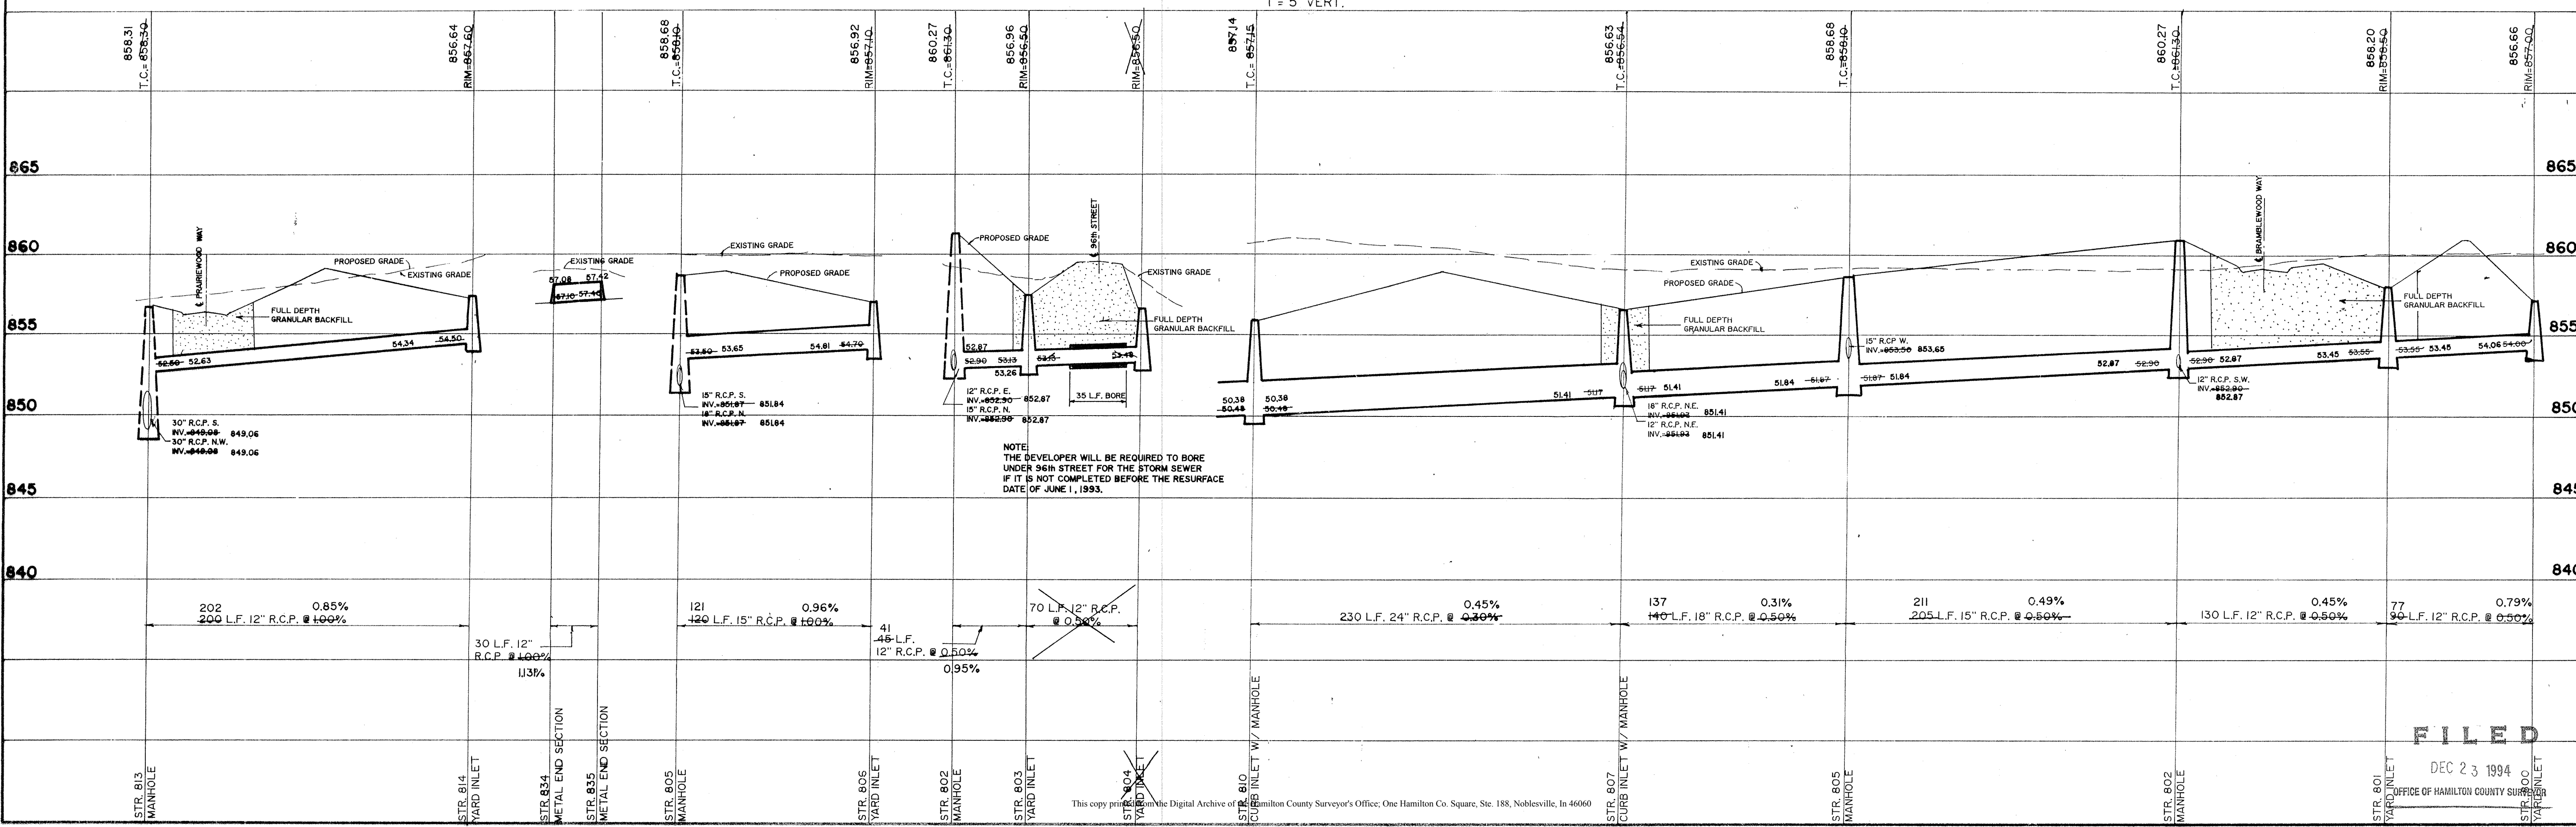 1"= 5' VERT.
858.31
T.C.= 858.30
856.64
RIM=857.60
858.68
T.C.=858.10
856.92
RIM=857.10
860.27
T.C.=861.30
856.96
RIM=856.50
RIM=856.50
857.14
T.C.= 857.15
856.63
T.C.=856.54
858.68
T.C.=858.10
860.27
T.C.=861.30
858.20
RIM=858.50
856.66
RIM=857.00
865
865
860
860
855
855
850
850
845
845
840
840
℄ PRAIRIEWOOD WAY
PROPOSED GRADE
EXISTING GRADE
FULL DEPTH
GRANULAR BACKFILL
52.50 52.63
54.34 54.50
30" R.C.P. S.
INV.=849.08 849.06
30" R.C.P. N.W.
INV.=849.08 849.06
EXISTING GRADE
57.08 57.42
57.10 57.40
EXISTING GRADE
PROPOSED GRADE
53.50 53.65
54.81 54.70
15" R.C.P. S.
INV.=851.87 851.84
18" R.C.P. N.
INV.=851.87 851.84
PROPOSED GRADE
℄ 96th STREET
EXISTING GRADE
FULL DEPTH
GRANULAR BACKFILL
52.87
52.90 53.13
53.26
53.13
53.48
12" R.C.P. E.
INV.=852.90 852.87
15" R.C.P. N.
INV.=852.90 852.87
35 L.F. BORE
NOTE:
THE DEVELOPER WILL BE REQUIRED TO BORE
UNDER 96th STREET FOR THE STORM SEWER
IF IT IS NOT COMPLETED BEFORE THE RESURFACE
DATE OF JUNE 1, 1993.
50.38 50.38
50.48 50.48
EXISTING GRADE
PROPOSED GRADE
FULL DEPTH
GRANULAR BACKFILL
51.41 51.17
51.17 51.41
18" R.C.P. N.E.
INV.=851.93 851.41
12" R.C.P. N.E.
INV.=851.93 851.41
51.84 51.87
51.87 51.84
15" R.C.P W.
INV.=853.50 853.65
52.87 52.90
52.90 52.87
12" R.C.P. S.W.
INV.=852.90
852.87
℄ BRAMBLEWOOD WAY
FULL DEPTH
GRANULAR BACKFILL
53.45 53.55
53.55 53.45
54.06 54.00
202 0.85%
200 L.F. 12" R.C.P. @ 1.00%
30 L.F. 12"
R.C.P. @ 1.00%
1.131%
121 0.96%
120 L.F. 15" R.C.P. @ 1.00%
41
45 L.F.
12" R.C.P. @ 0.50%
0.95%
70 L.F. 12" R.C.P.
@ 0.50%
0.45%
230 L.F. 24" R.C.P. @ 0.30%
137 0.31%
140 L.F. 18" R.C.P. @ 0.50%
211 0.49%
205 L.F. 15" R.C.P. @ 0.50%
0.45%
130 L.F. 12" R.C.P. @ 0.50%
77 0.79%
90 L.F. 12" R.C.P. @ 0.50%
STR. 813
MANHOLE
STR. 814
YARD INLET
STR. 834
METAL END SECTION
STR. 835
METAL END SECTION
STR. 805
MANHOLE
STR. 806
YARD INLET
STR. 802
MANHOLE
STR. 803
YARD INLET
STR. 804
YARD INLET
STR. 810
CURB INLET W/ MANHOLE
STR. 807
CURB INLET W/ MANHOLE
STR. 805
MANHOLE
STR. 802
MANHOLE
STR. 801
YARD INLET
STR. 800
YARD INLET
FILED
DEC 23 1994
OFFICE OF HAMILTON COUNTY SURVEYOR
This copy printed from the Digital Archive of the Hamilton County Surveyor's Office; One Hamilton Co. Square, Ste. 188, Noblesville, In 46060